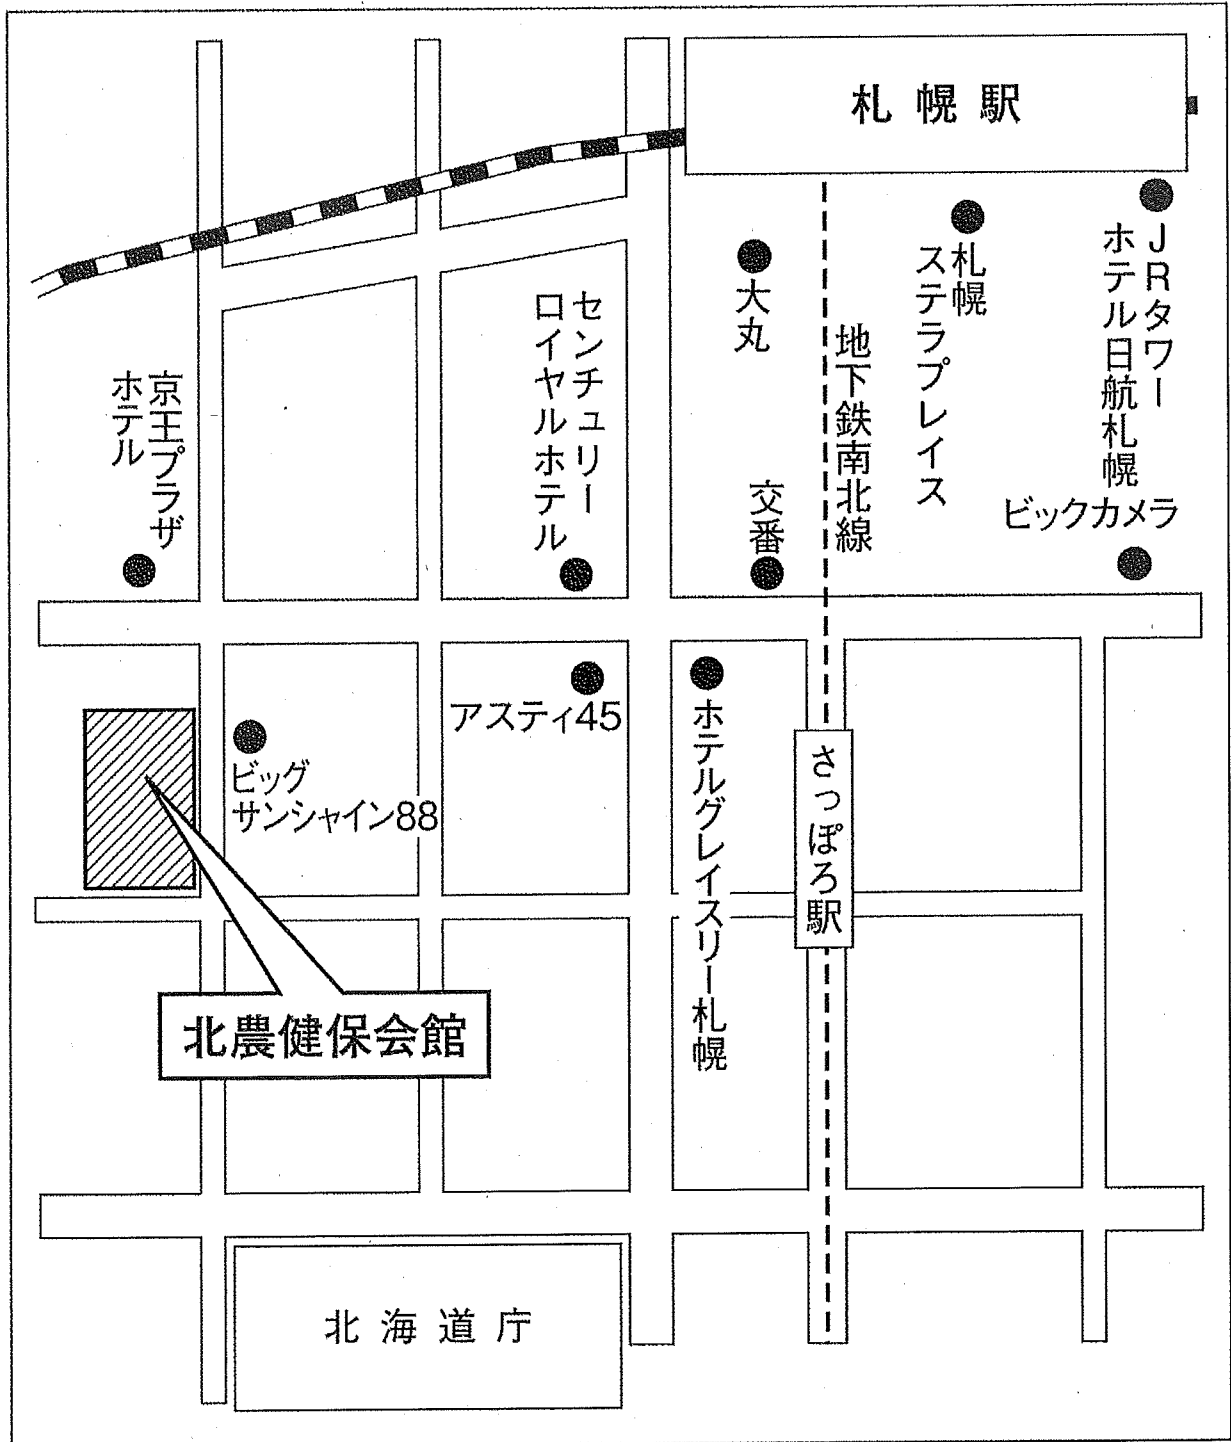 札幌駅
JRタワー
ホテル日航札幌
札幌
ステラプレイス
大丸
地下鉄南北線
センチュリー
ロイヤルホテル
京王プラザ
ホテル
交番
ビックカメラ
アスティ45
ホテルグレイスリー札幌
ビッグ
サンシャイン88
さっぽろ駅
北農健保会館
北海道庁